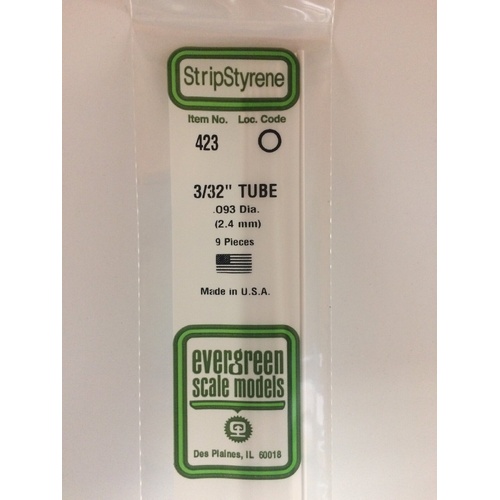 StripStyrene
Item No. Loc. Code
423
3/32" TUBE
.093 Dia.
(2.4 mm)
9 Pieces
Made in U.S.A.
evergreen
scale models
Des Plaines, IL 60018